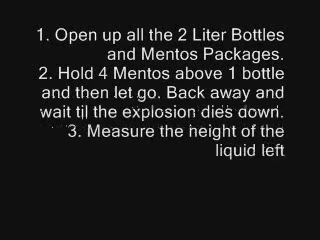 1. Open up all the 2 Liter Bottles
and Mentos Packages.
2. Hold 4 Mentos above 1 bottle
and then let go. Back away and
wait til the explosion dies down.
3. Measure the height of the
liquid left